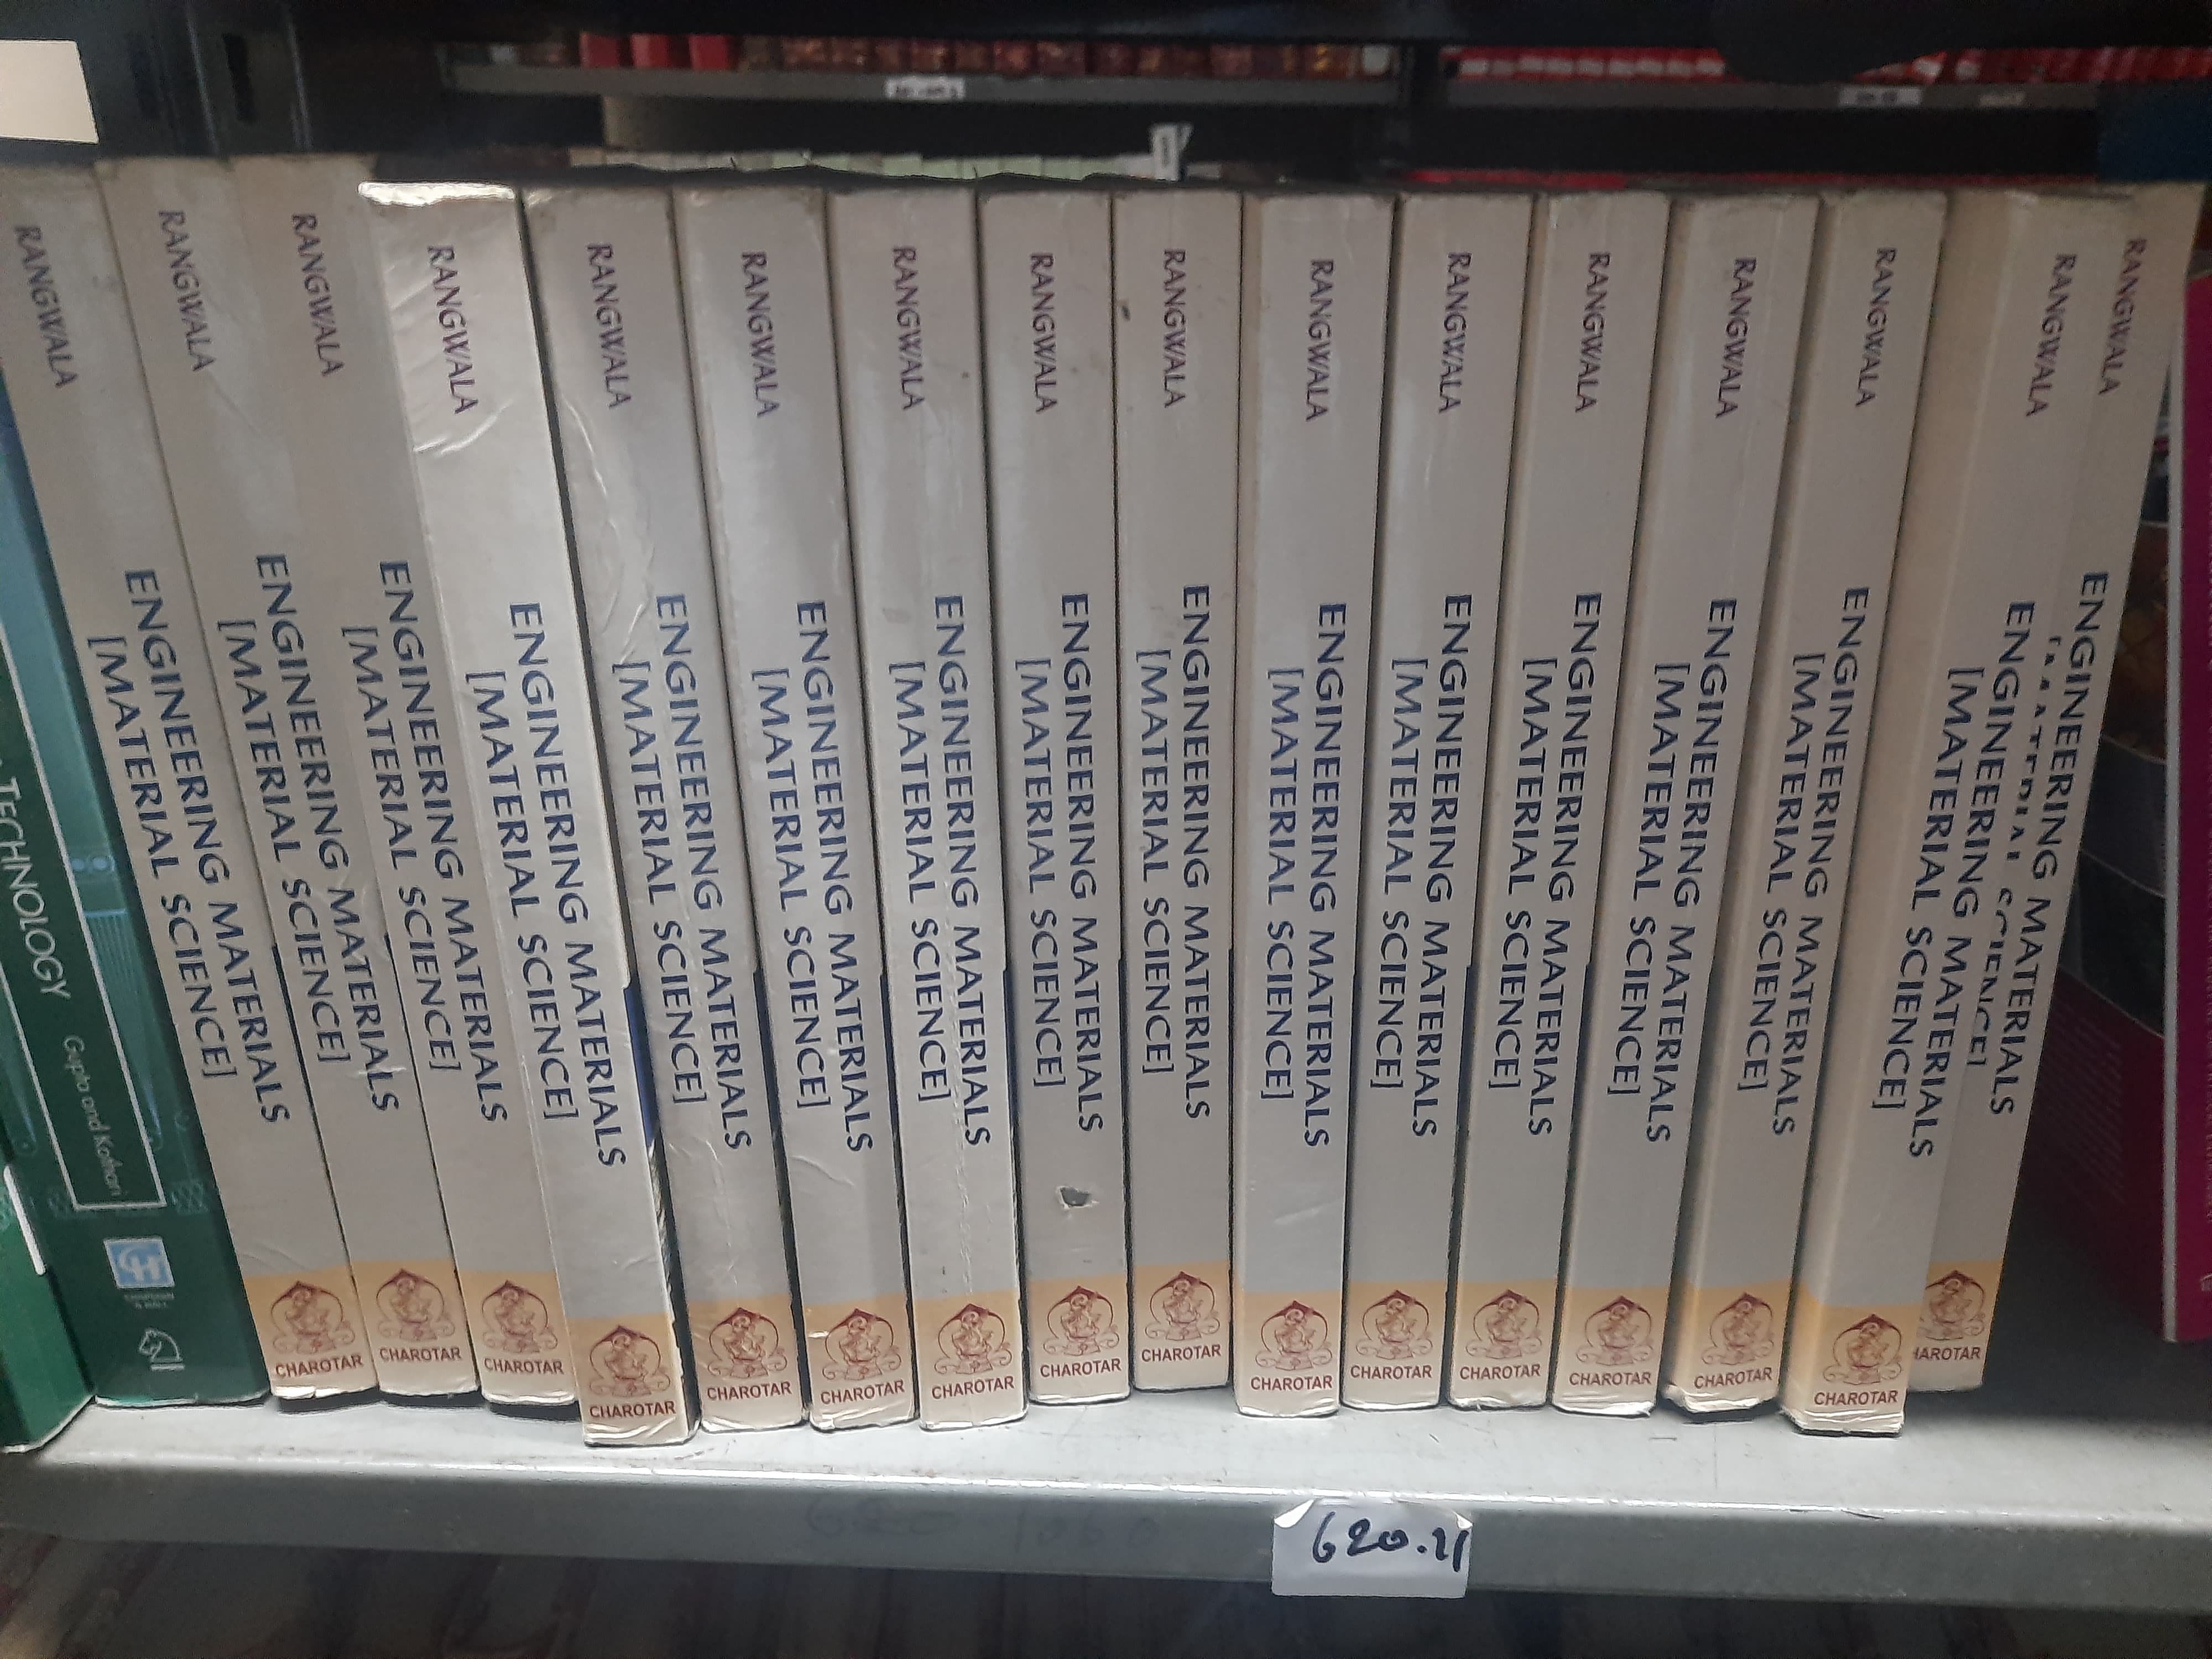 TECHNOLOGY Gupta and Kothari
CHAPMAN & HALL
RANGWALA
ENGINEERING MATERIALS
[MATERIAL SCIENCE]
CHAROTAR
RANGWALA
ENGINEERING MATERIALS
[MATERIAL SCIENCE]
CHAROTAR
RANGWALA
ENGINEERING MATERIALS
[MATERIAL SCIENCE]
CHAROTAR
RANGWALA
ENGINEERING MATERIALS
[MATERIAL SCIENCE]
CHAROTAR
RANGWALA
ENGINEERING MATERIALS
[MATERIAL SCIENCE]
CHAROTAR
RANGWALA
ENGINEERING MATERIALS
[MATERIAL SCIENCE]
CHAROTAR
RANGWALA
ENGINEERING MATERIALS
[MATERIAL SCIENCE]
CHAROTAR
RANGWALA
ENGINEERING MATERIALS
[MATERIAL SCIENCE]
CHAROTAR
RANGWALA
ENGINEERING MATERIALS
[MATERIAL SCIENCE]
CHAROTAR
RANGWALA
ENGINEERING MATERIALS
[MATERIAL SCIENCE]
CHAROTAR
RANGWALA
ENGINEERING MATERIALS
[MATERIAL SCIENCE]
CHAROTAR
RANGWALA
ENGINEERING MATERIALS
[MATERIAL SCIENCE]
CHAROTAR
RANGWALA
ENGINEERING MATERIALS
[MATERIAL SCIENCE]
CHAROTAR
RANGWALA
ENGINEERING MATERIALS
[MATERIAL SCIENCE]
CHAROTAR
RANGWALA
ENGINEERING MATERIALS
[MATERIAL SCIENCE]
CHAROTAR
RANGWALA
ENGINEERING MATERIALS
[MATERIAL SCIENCE]
HAROTAR
620.11